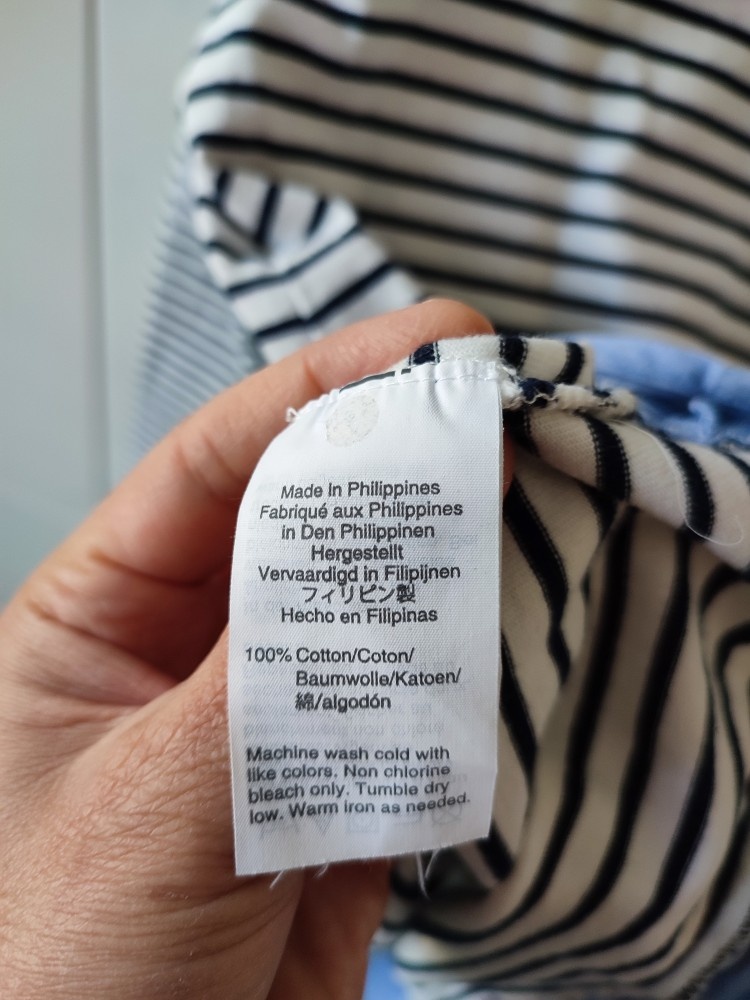 Made In Philippines
Fabriqué aux Philippines
in Den Philippinen
Hergestellt
Vervaardigd in Filipijnen
フィリピン製
Hecho en Filipinas
100% Cotton/Coton/
Baumwolle/Katoen/
綿/algodón
Machine wash cold with
like colors. Non chlorine
bleach only. Tumble dry
low. Warm iron as needed.